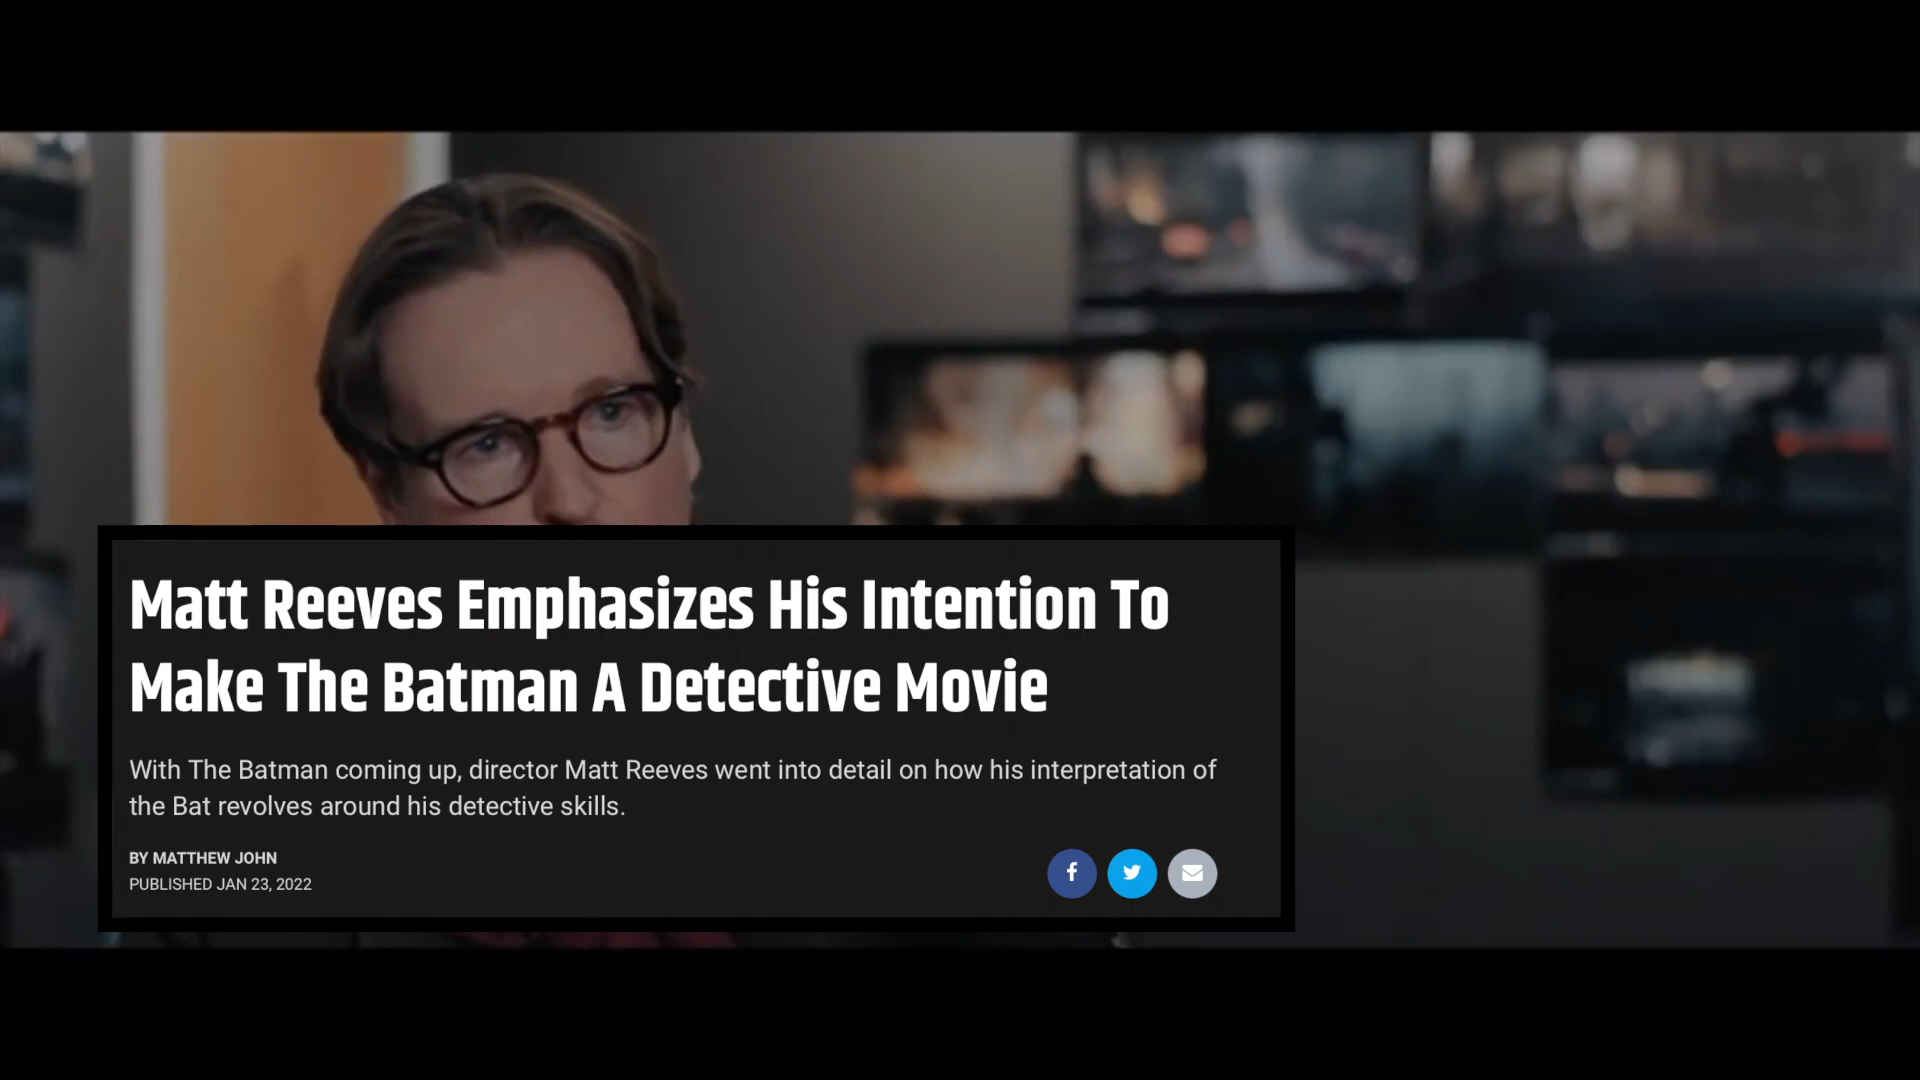 Matt Reeves Emphasizes His Intention To
Make The Batman A Detective Movie
With The Batman coming up, director Matt Reeves went into detail on how his interpretation of
the Bat revolves around his detective skills.
BY MATTHEW JOHN
PUBLISHED JAN 23, 2022